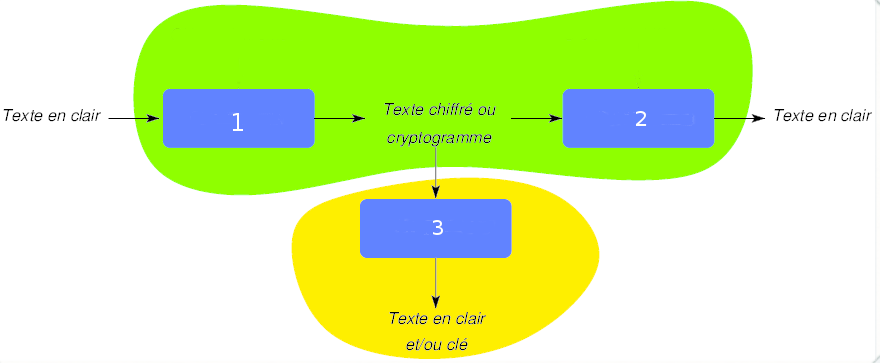 Texte en clair
1
Texte chiffré ou
cryptogramme
2
Texte en clair
3
Texte en clair
et/ou clé